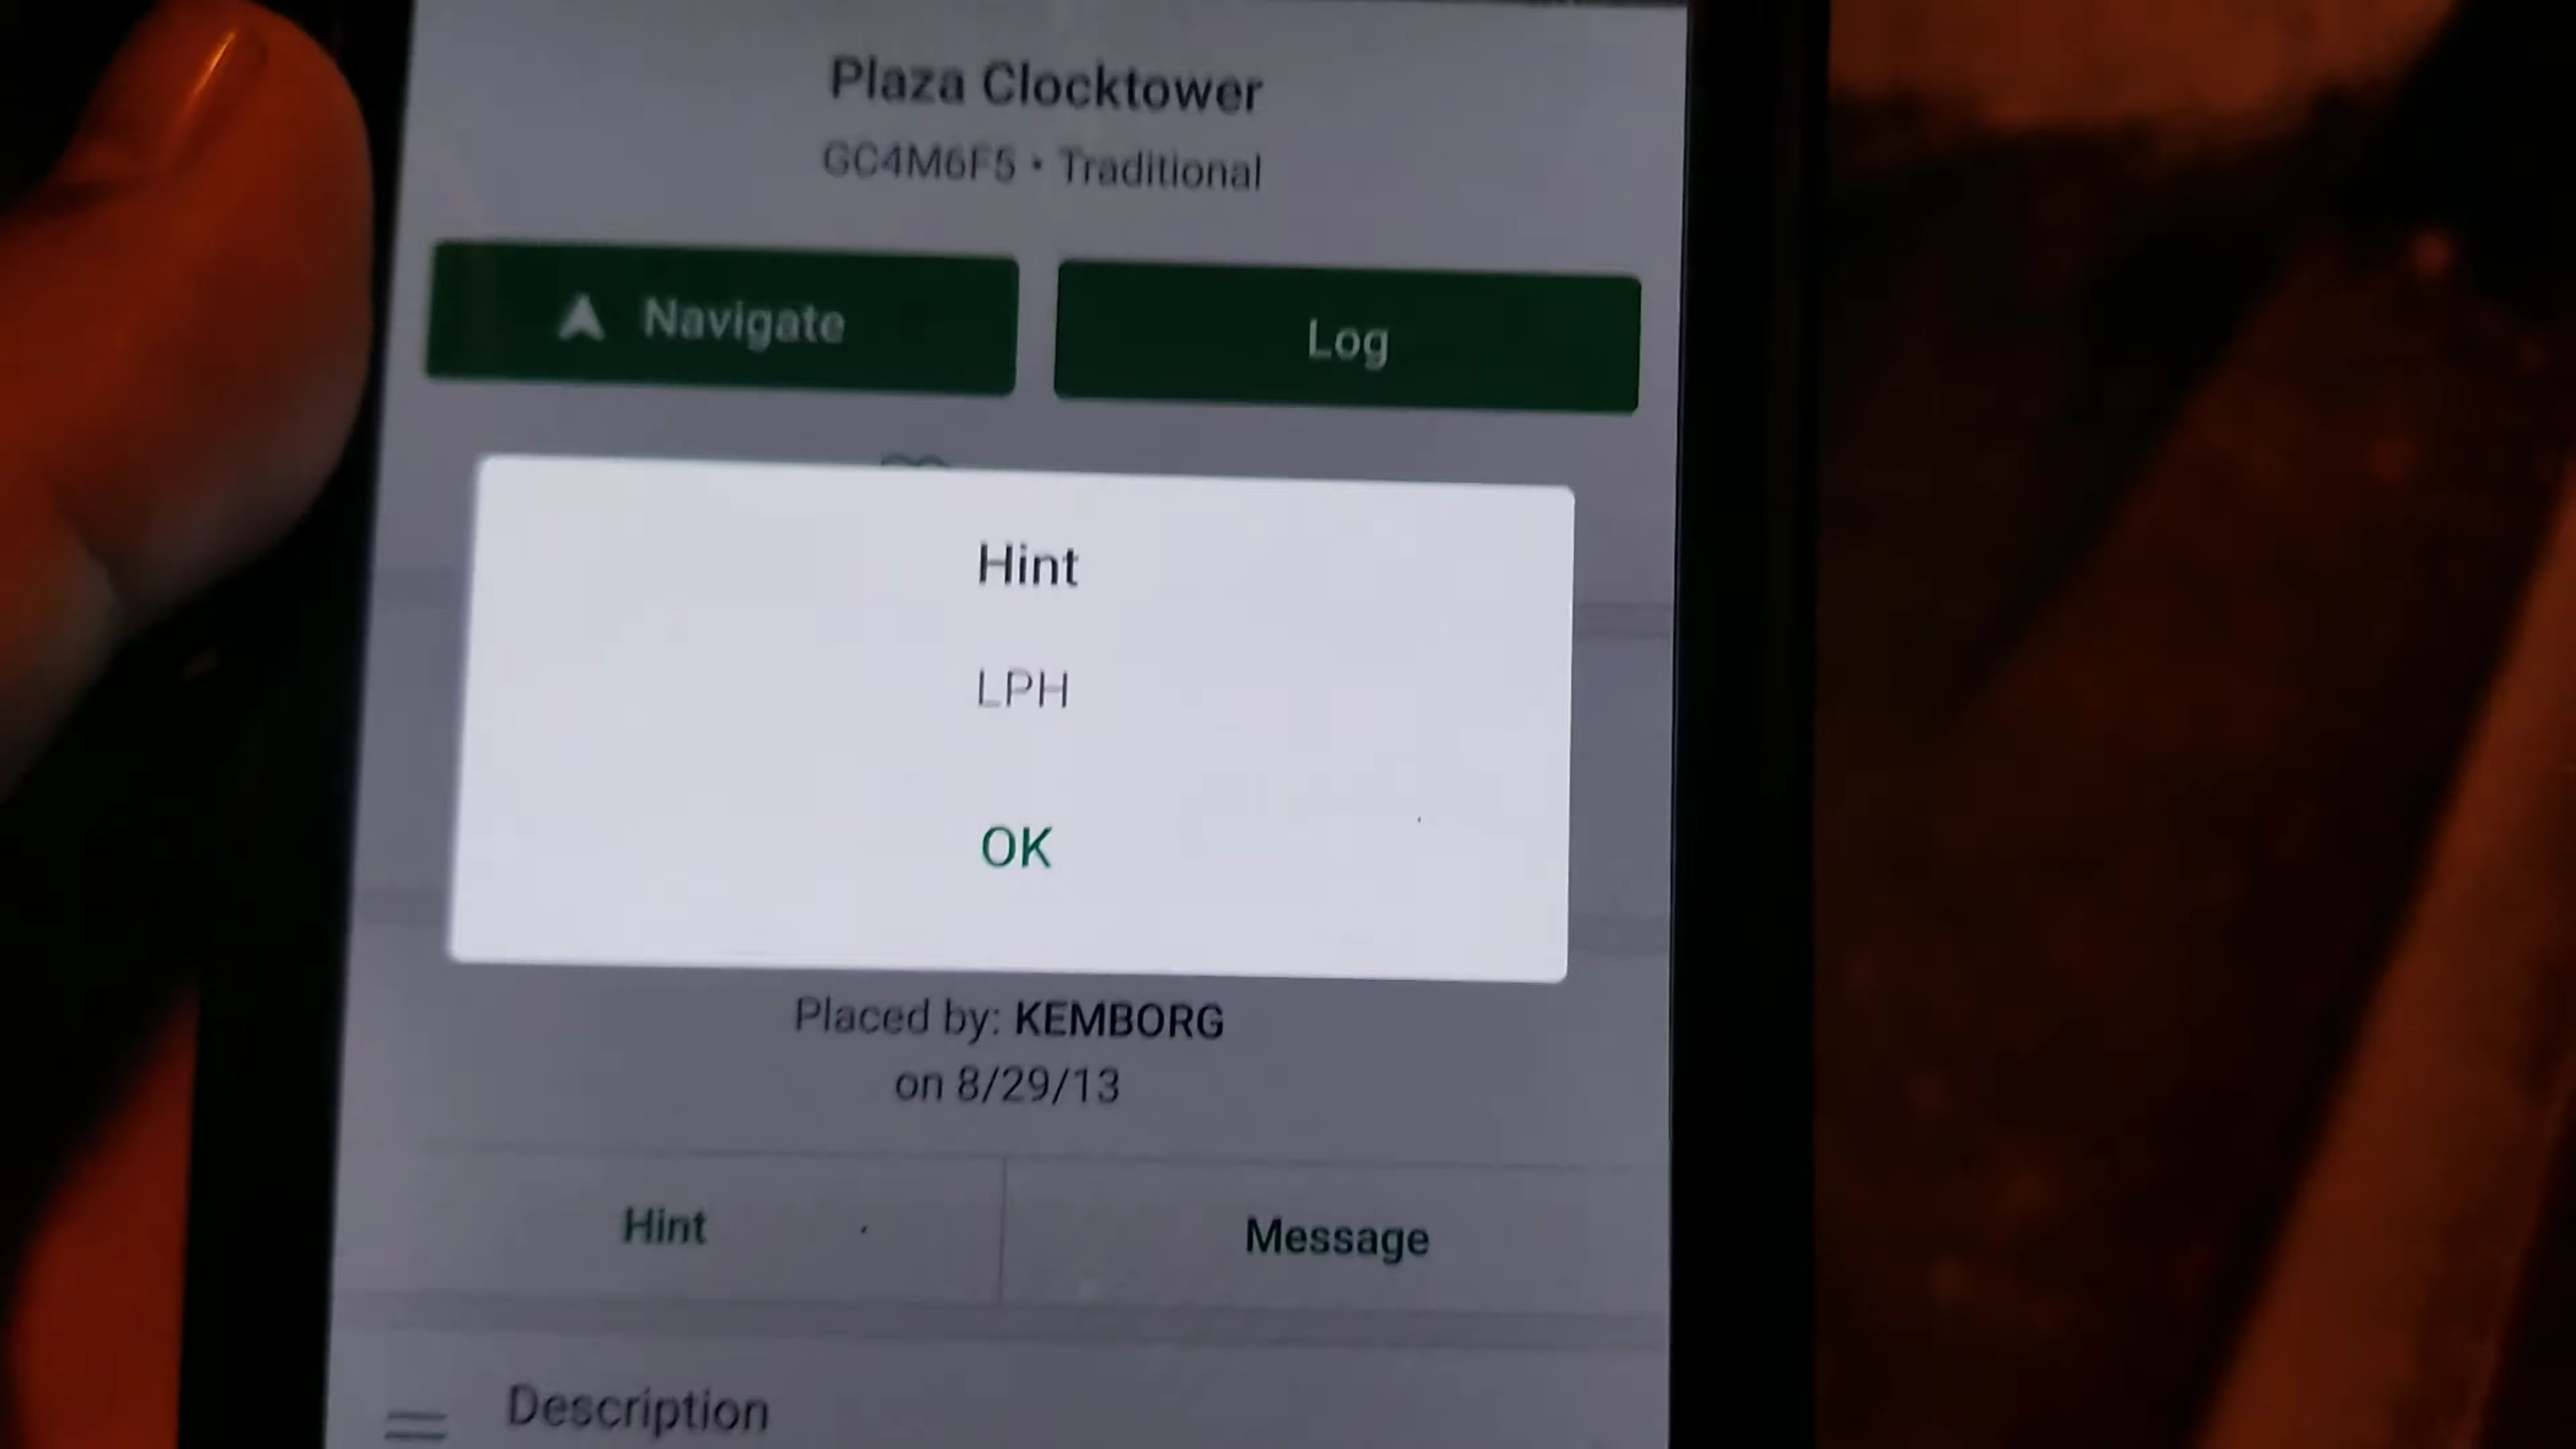 Plaza Clocktower
GC4M6F5 • Traditional
Navigate
Log
Hint
LPH
OK
Placed by: KEMBORG
on 8/29/13
Hint
Message
Description